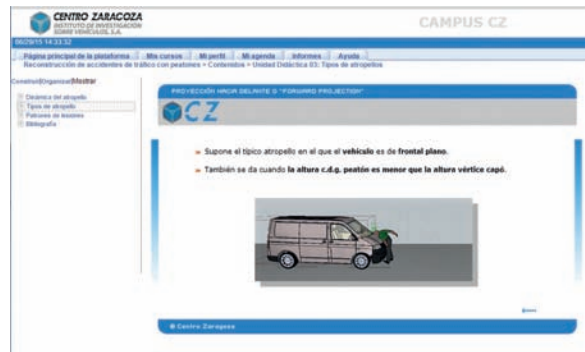 CENTRO ZARAGOZA
INSTITUTO DE INVESTIGACIÓN
SOBRE VEHÍCULOS, S.A.
CAMPUS CZ
06/29/15 14:33:32
Página principal de la plataforma Mis cursos Mi perfil Mi agenda Informes Ayuda
Reconstrucción de accidentes de tráfico con peatones > Contenidos > Unidad Didáctica 03: Tipos de atropellos
Construir|Organizar|Mostrar
Dinámica del atropello
Tipos de atropello
Patrones de lesiones
Bibliografía
PROYECCIÓN HACIA DELANTE O "FORWARD PROJECTION"
CZ
Supone el típico atropello en el que el vehículo es de frontal plano.
También se da cuando la altura c.d.g. peatón es menor que la altura vértice capó.
© Centro Zaragoza